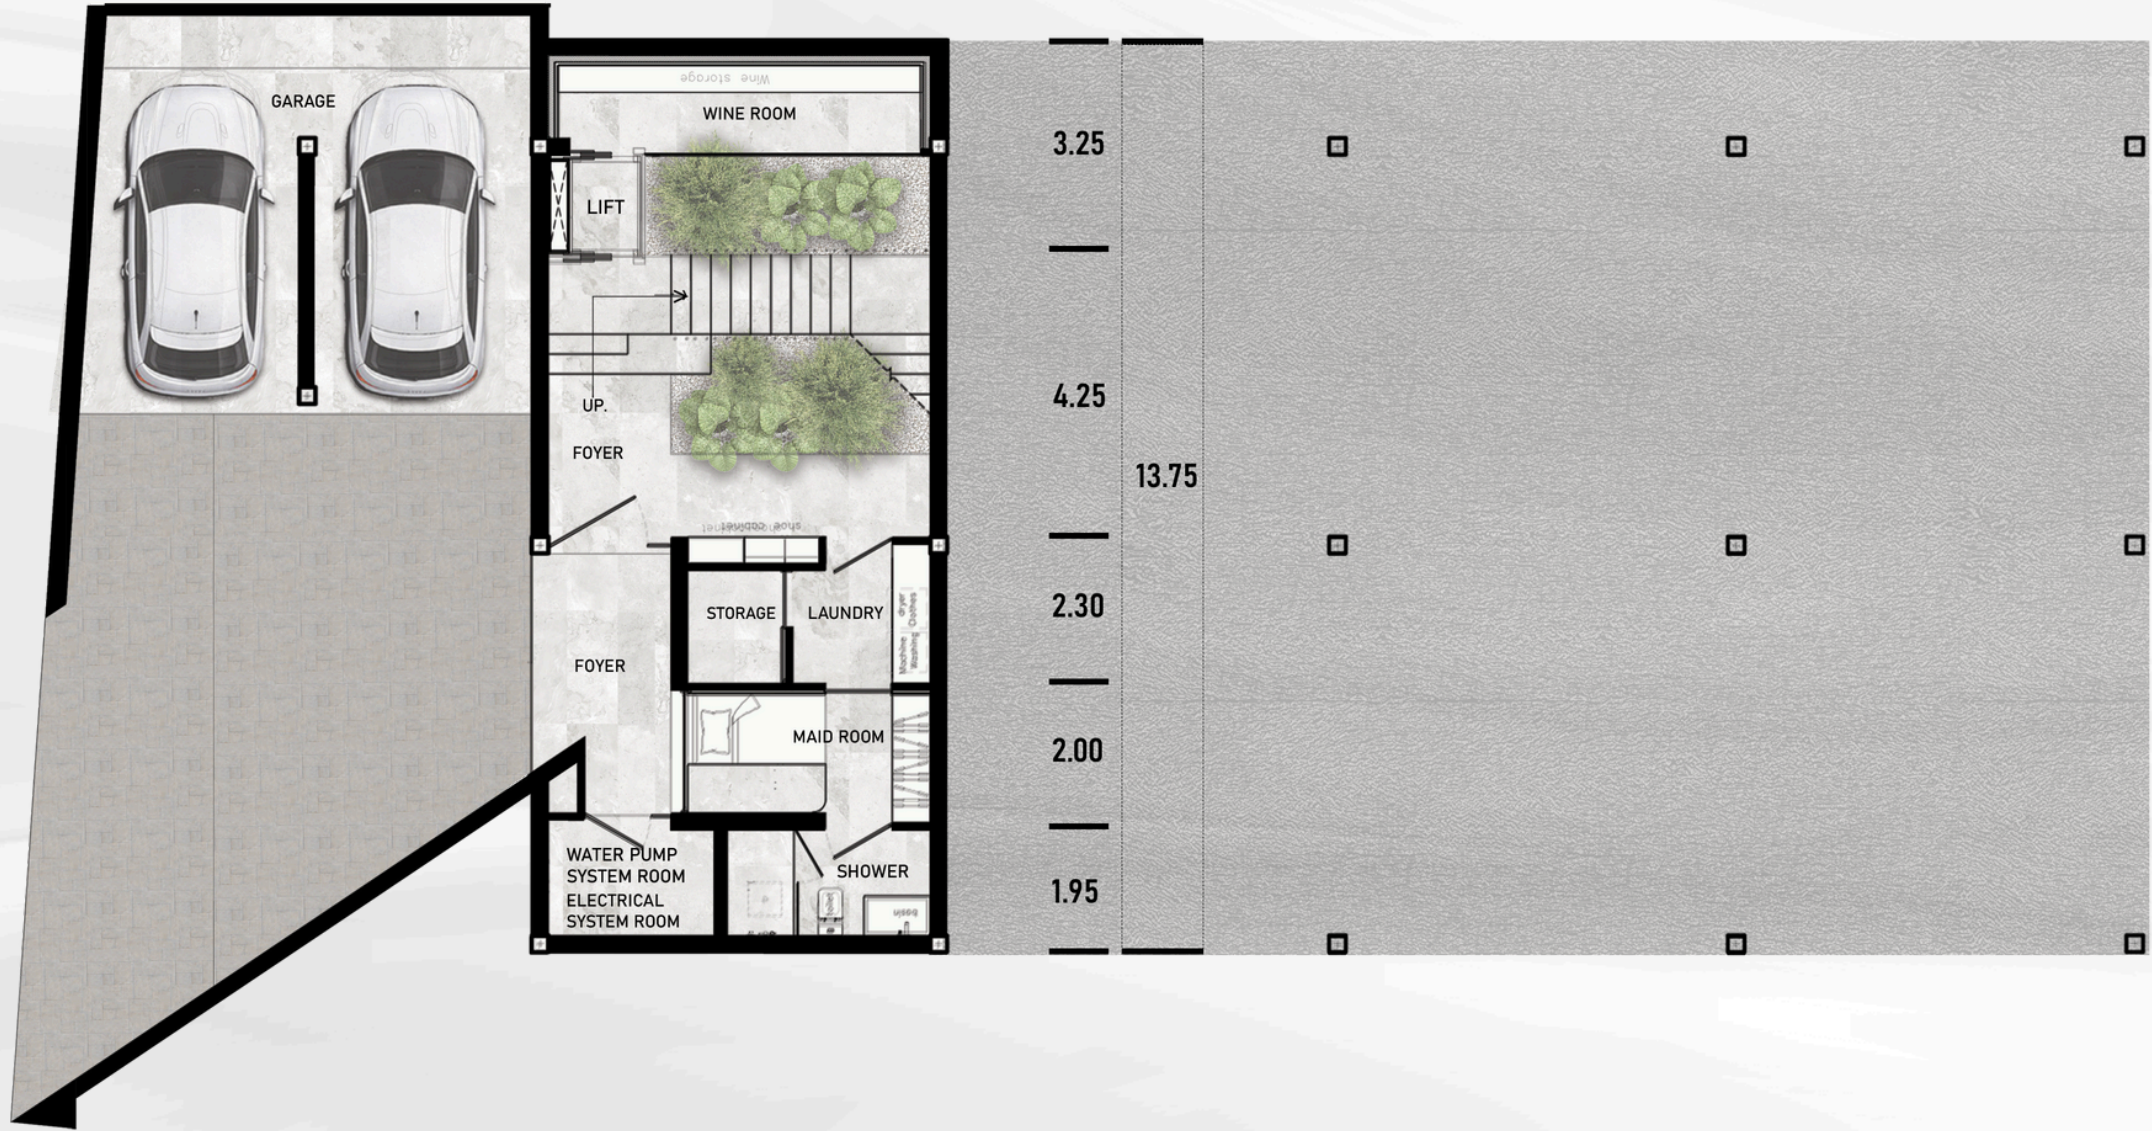 Wine storage
GARAGE
WINE ROOM
3.25
LIFT
4.25
UP.
FOYER
13.75
shoe cabinet
STORAGE
LAUNDRY
dryer
Clothes
2.30
Machine
Washing
FOYER
MAID ROOM
2.00
WATER PUMP
SYSTEM ROOM
ELECTRICAL
SYSTEM ROOM
SHOWER
1.95
basin